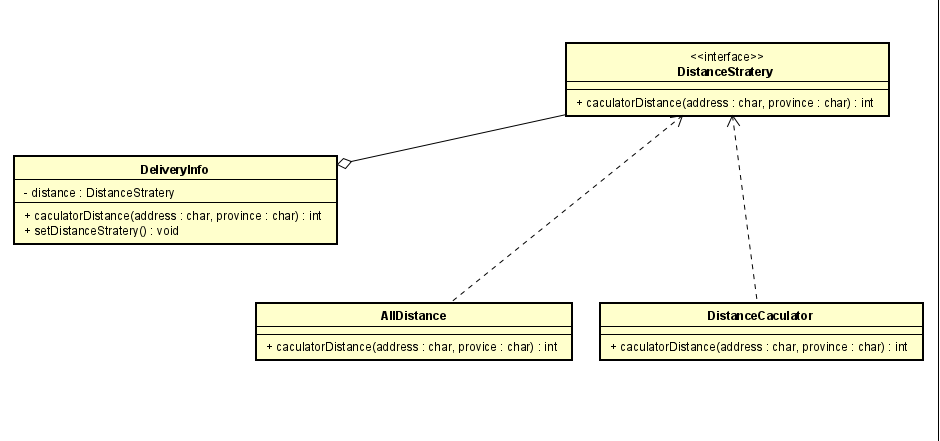 <<interface>>
DistanceStratery
+ caculatorDistance(address : char, province : char) : int
DeliveryInfo
- distance : DistanceStratery
+ caculatorDistance(address : char, province : char) : int
+ setDistanceStratery() : void
AllDistance
+ caculatorDistance(address : char, provice : char) : int
DistanceCaculator
+ caculatorDistance(address : char, province : char) : int